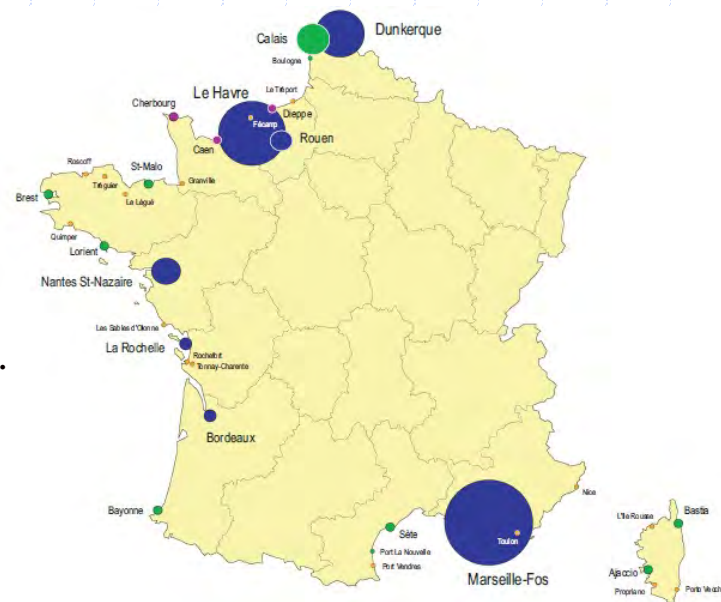 Dunkerque
Calais
Boulogne
Le Tréport
Le Havre
Cherbourg
Dieppe
Fécamp
Rouen
Caen
Roscoff
St-Malo
Tréguier
Granville
Brest
Le Légué
Quimper
Lorient
Nantes St-Nazaire
Les Sables d'Olonne
La Rochelle
Rochefort
Tonnay-Charente
Bordeaux
Nice
Bayonne
Sète
Toulon
L'Ile Rousse
Bastia
Port La Nouvelle
Port Vendres
Marseille-Fos
Ajaccio
Propriano
Porto Vecch